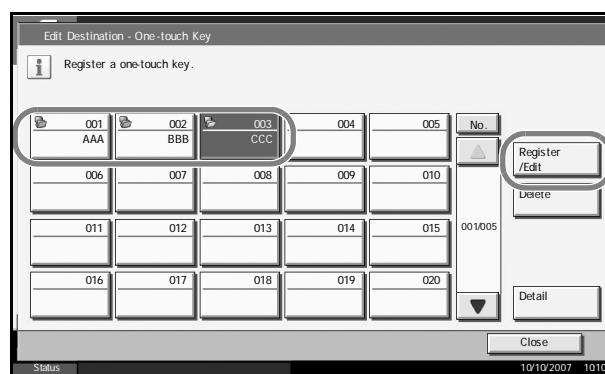 Edit Destination - One-touch Key
Register a one-touch key.
001 002 003 004 005 No.
AAA BBB CCC
Register
/Edit
006 007 008 009 010
Delete
011 012 013 014 015 001/005
016 017 018 019 020
Detail
Close
Status 10/10/2007 10:10